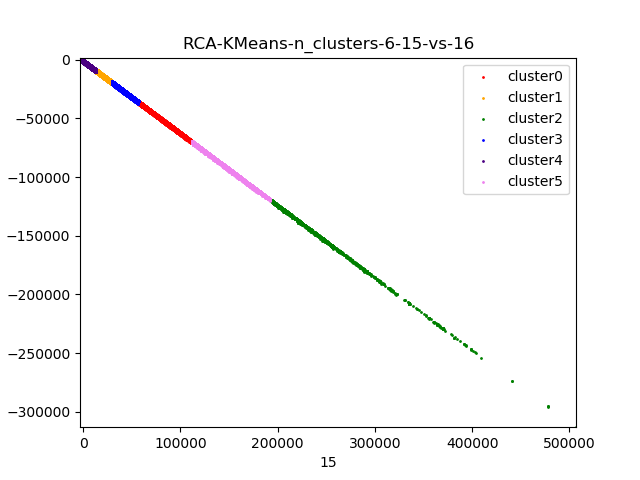 RCA-KMeans-n_clusters-6-15-vs-16
0
−50000
−100000
−150000
−200000
−250000
−300000
cluster0
cluster1
cluster2
cluster3
cluster4
cluster5
0 100000 200000 300000 400000 500000
15